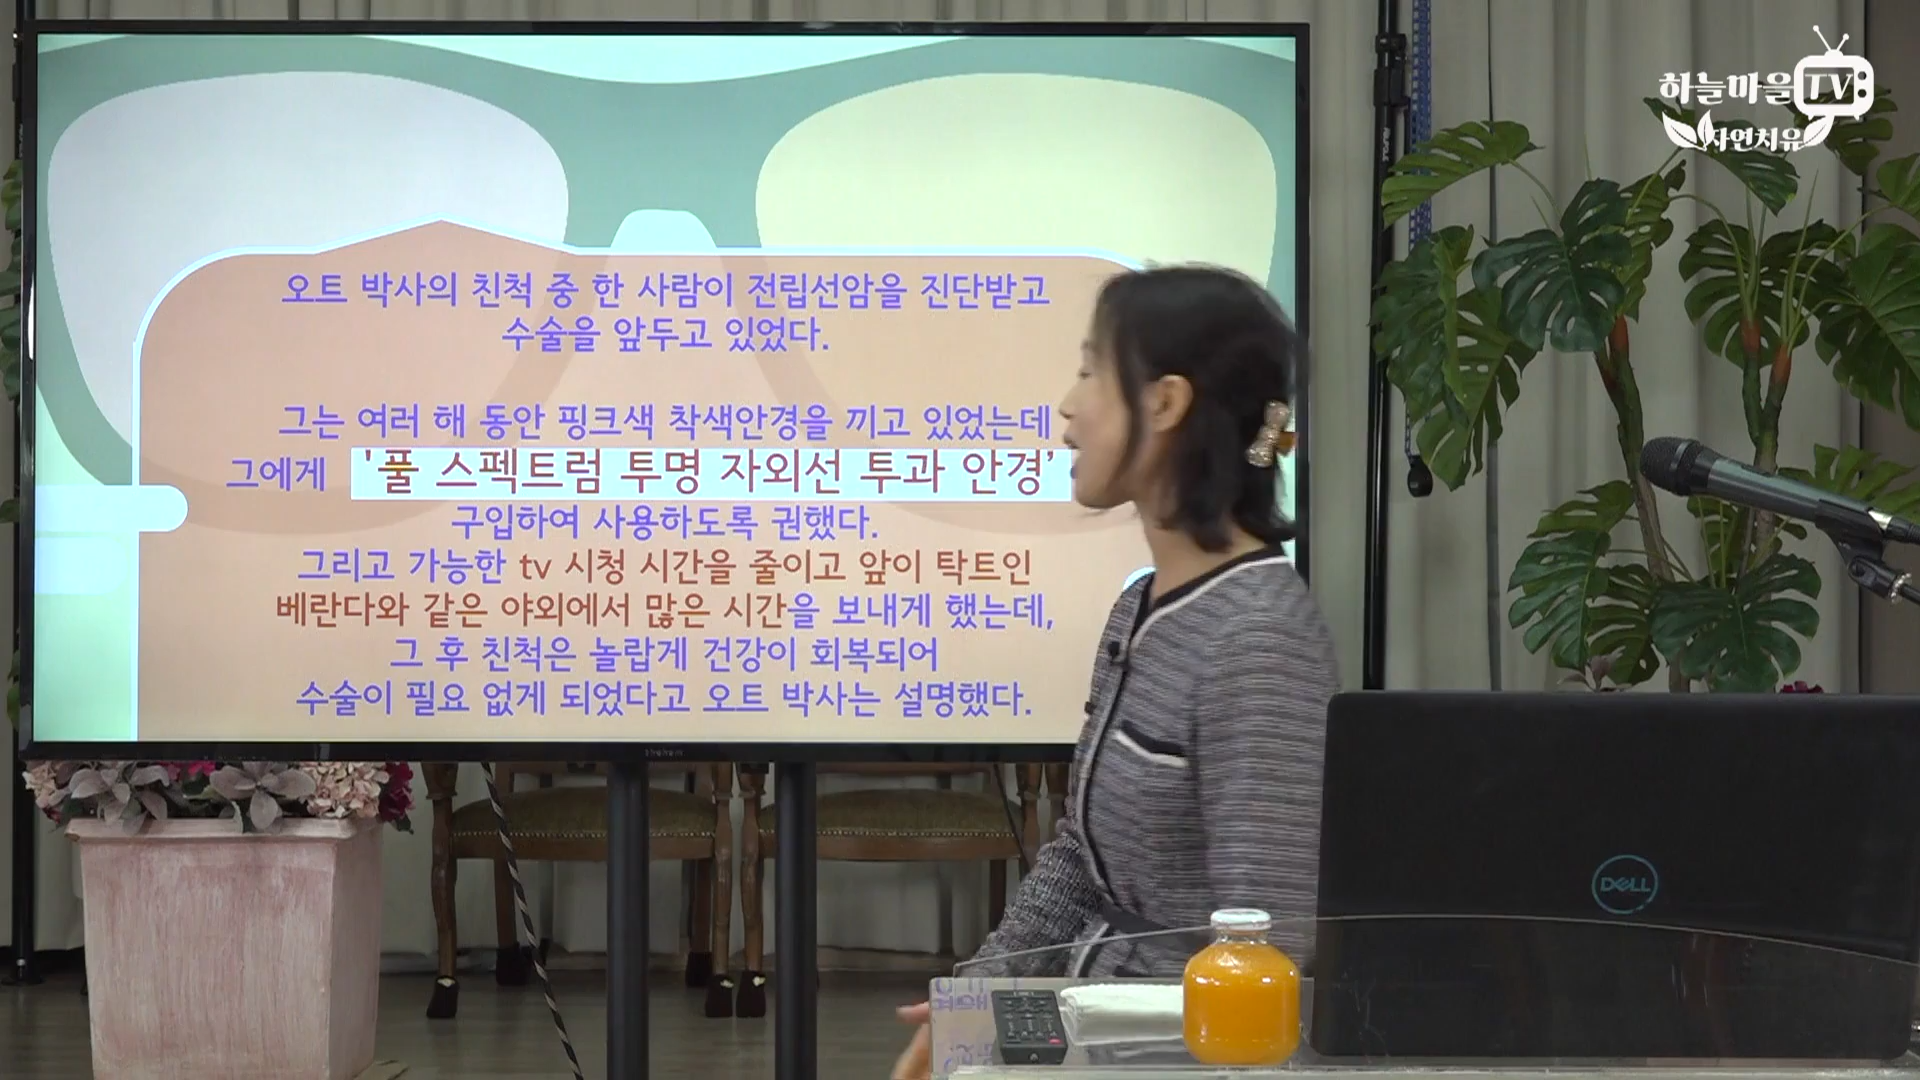 하늘마을TV
자연치유
오트 박사의 친척 중 한 사람이 전립선암을 진단받고
수술을 앞두고 있었다.
그는 여러 해 동안 핑크색 착색안경을 끼고 있었는데
그에게 '풀 스펙트럼 투명 자외선 투과 안경'
구입하여 사용하도록 권했다.
그리고 가능한 tv 시청 시간을 줄이고 앞이 탁트인
베란다와 같은 야외에서 많은 시간을 보내게 했는데,
그 후 친척은 놀랍게 건강이 회복되어
수술이 필요 없게 되었다고 오트 박사는 설명했다.
DELL